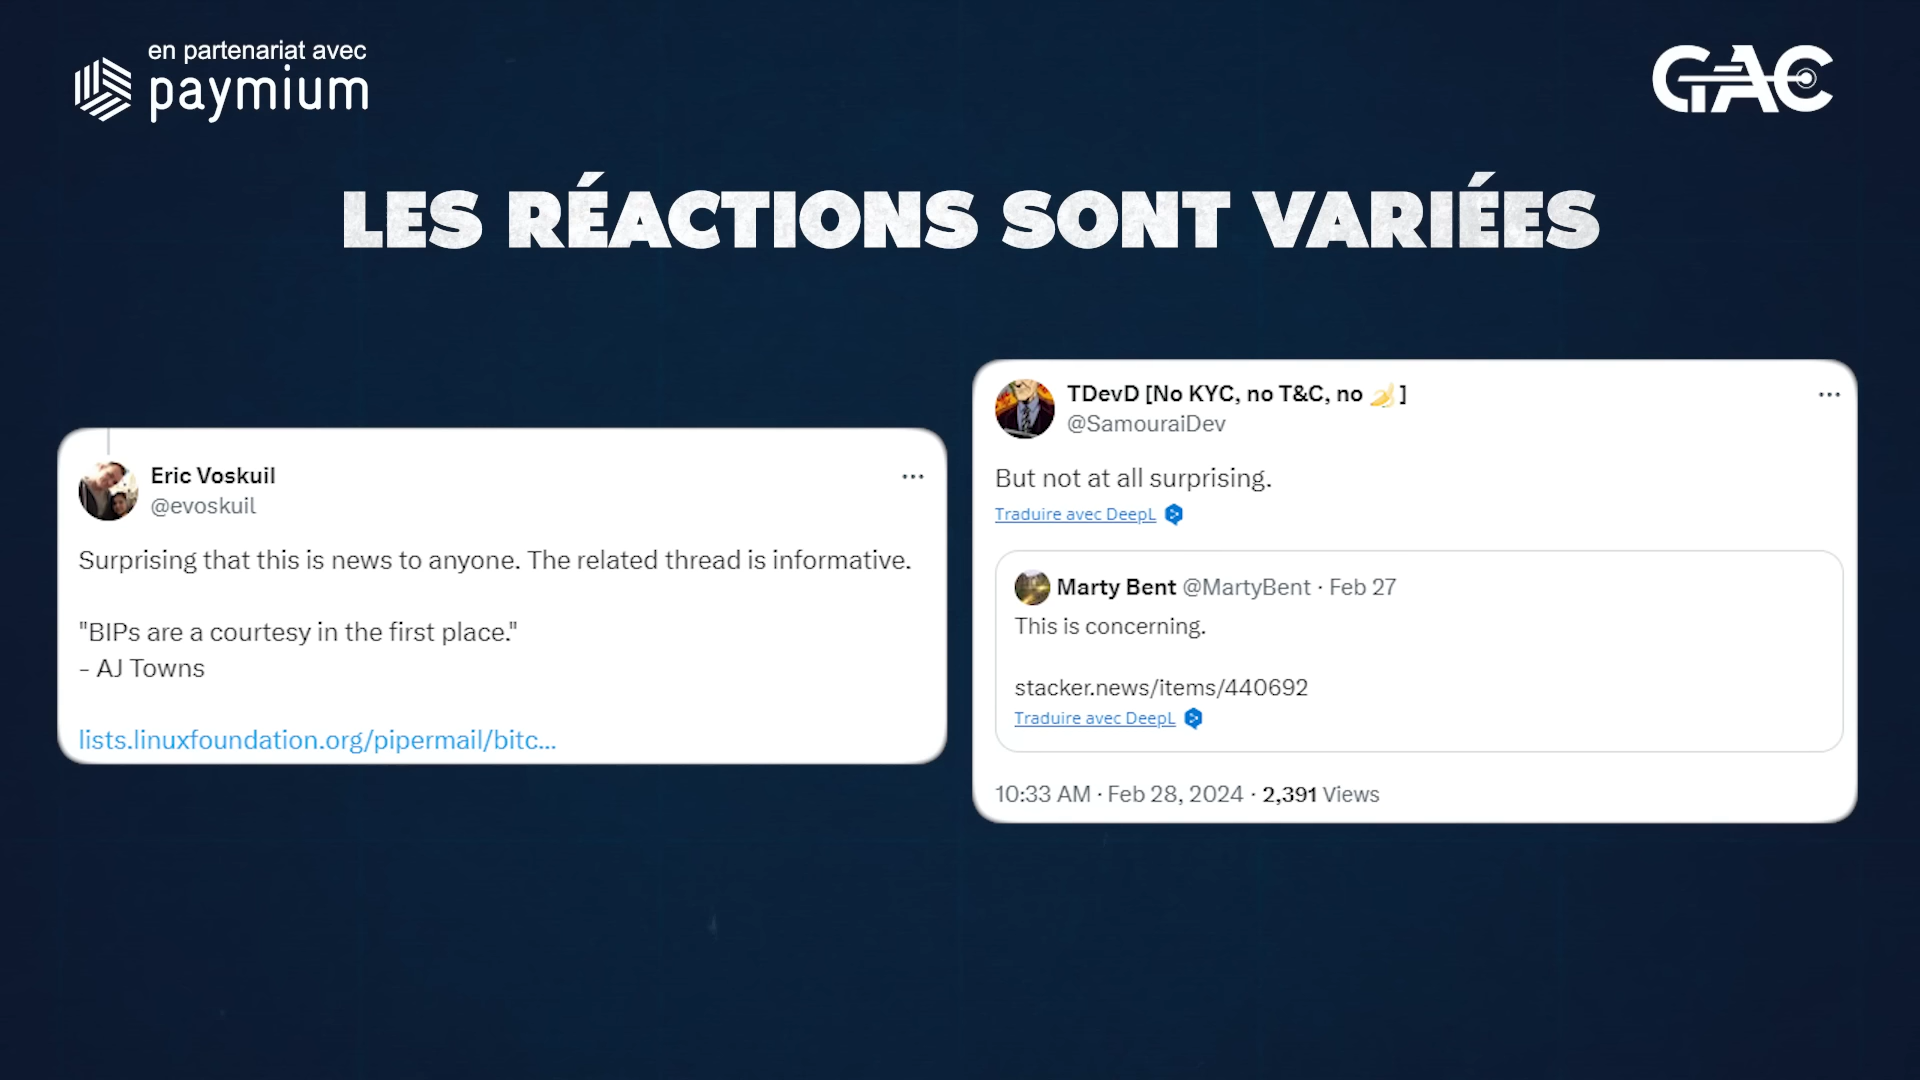 en partenariat avec
paymium
GAC
LES RÉACTIONS SONT VARIÉES
Eric Voskuil
@evoskuil
Surprising that this is news to anyone. The related thread is informative.
"BIPs are a courtesy in the first place."
- AJ Towns
lists.linuxfoundation.org/pipermail/bitc...
TDevD [No KYC, no T&C, no 🍌]
@SamouraiDev
But not at all surprising.
Traduire avec DeepL
Marty Bent @MartyBent · Feb 27
This is concerning.
stacker.news/items/440692
Traduire avec DeepL
10:33 AM · Feb 28, 2024 · 2,391 Views